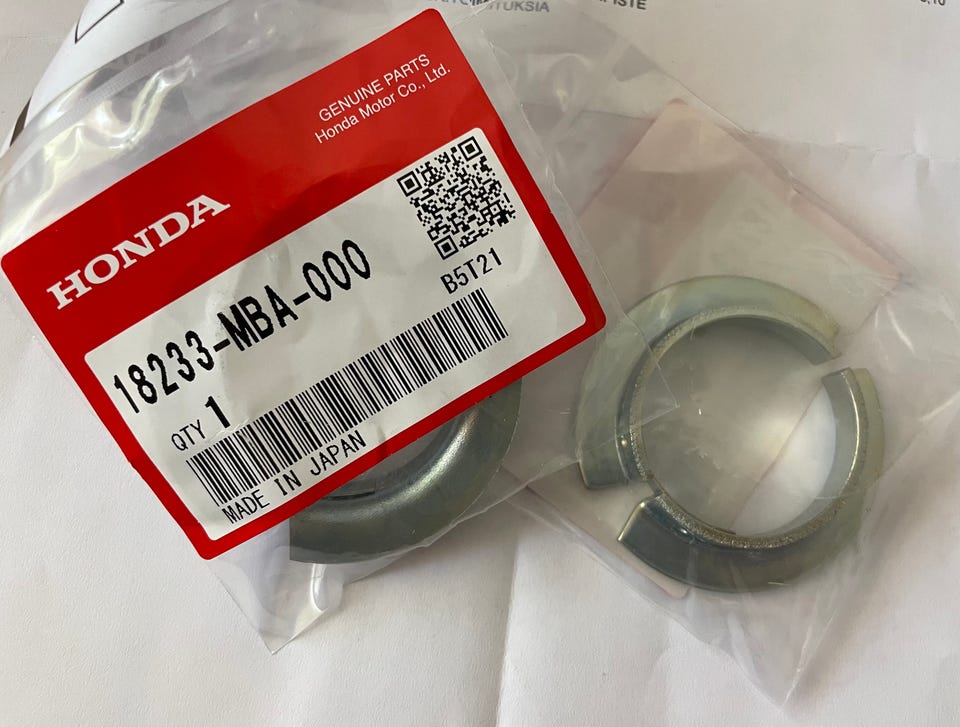 GENUINE PARTS
Honda Motor Co., Ltd.
HONDA
18233-MBA-000
B5T21
QTY 1
MADE IN JAPAN